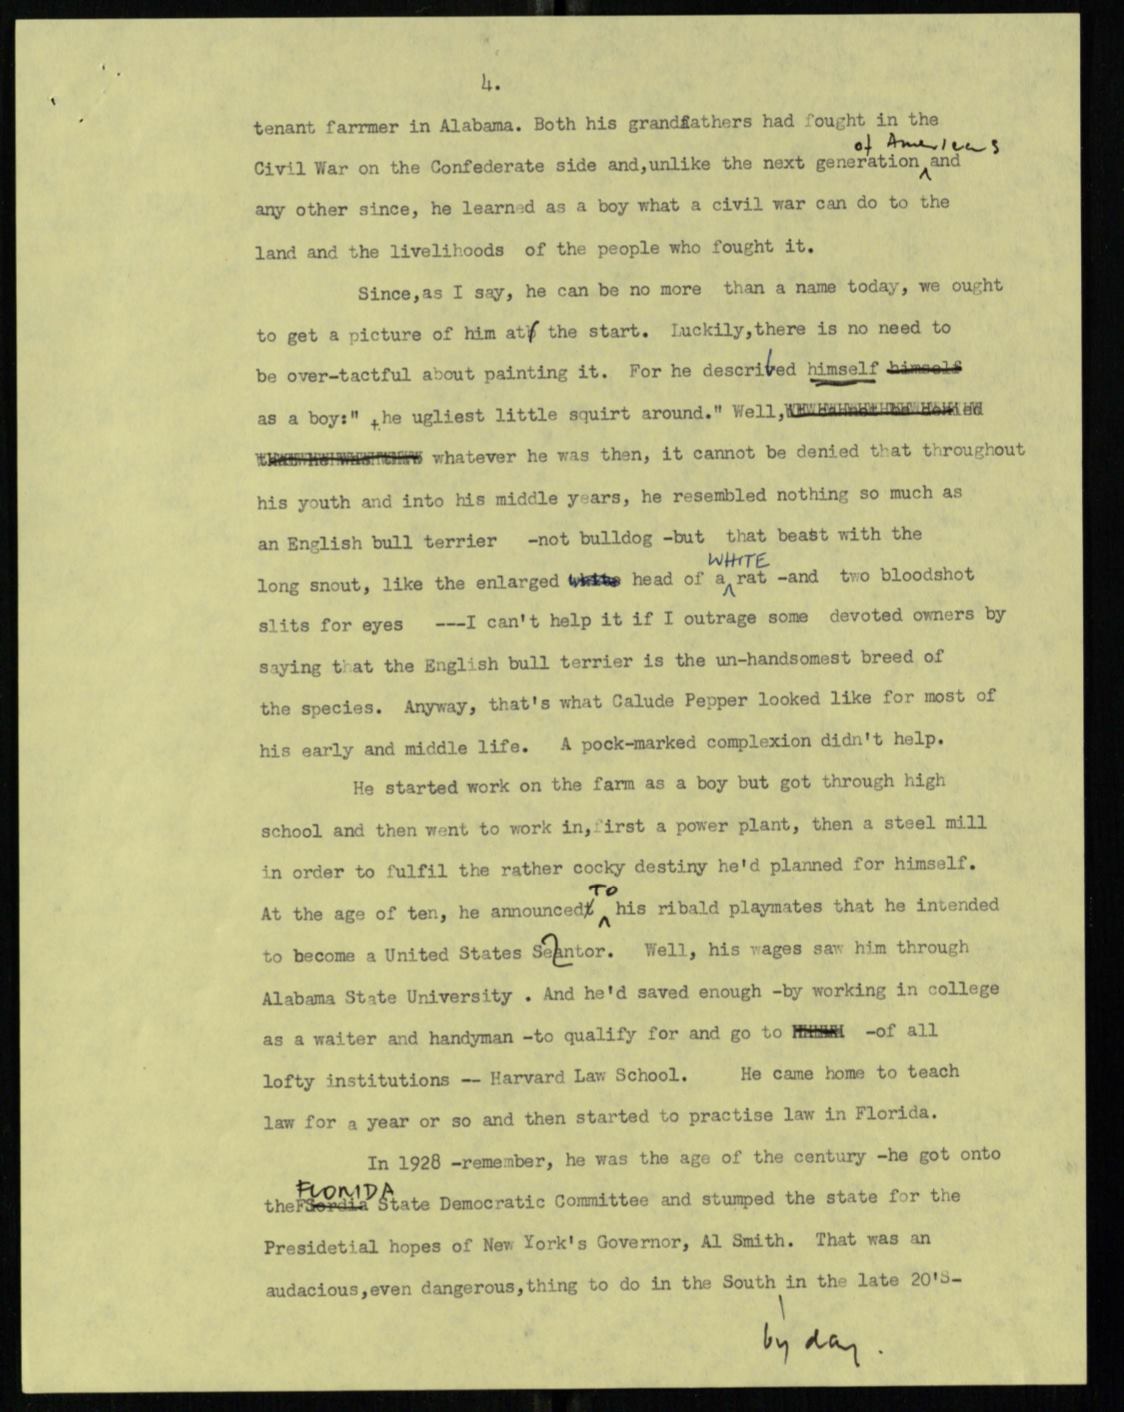 4.
tenant farrmer in Alabama. Both his grandfathers had fought in the
of Americans
Civil War on the Confederate side and,unlike the next generation and
any other since, he learned as a boy what a civil war can do to the
land and the livelihoods of the people who fought it.
Since,as I say, he can be no more than a name today, we ought
to get a picture of him at the start. Luckily,there is no need to
be over-tactful about painting it. For he described himself himself
as a boy:" the ugliest little squirt around." Well,
whatever he was then, it cannot be denied that throughout
his youth and into his middle years, he resembled nothing so much as
an English bull terrier -not bulldog -but that beast with the
WHITE
long snout, like the enlarged white head of a rat -and two bloodshot
slits for eyes ---I can't help it if I outrage some devoted owners by
saying that the English bull terrier is the un-handsomest breed of
the species. Anyway, that's what Calude Pepper looked like for most of
his early and middle life. A pock-marked complexion didn't help.
He started work on the farm as a boy but got through high
school and then went to work in,first a power plant, then a steel mill
in order to fulfil the rather cocky destiny he'd planned for himself.
TO
At the age of ten, he announced his ribald playmates that he intended
to become a United States Seantor. Well, his wages saw him through
Alabama State University . And he'd saved enough -by working in college
as a waiter and handyman -to qualify for and go to -of all
lofty institutions -- Harvard Law School. He came home to teach
law for a year or so and then started to practise law in Florida.
In 1928 -remember, he was the age of the century -he got onto
FLORIDA
the State Democratic Committee and stumped the state for the
Presidetial hopes of New York's Governor, Al Smith. That was an
audacious,even dangerous,thing to do in the South in the late 20'S-
by day.